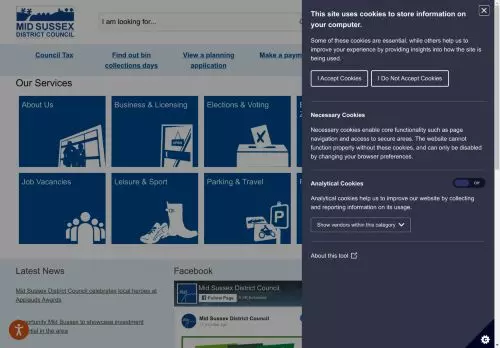 MID SUSSEX
DISTRICT COUNCIL
I am looking for...
Council Tax
Find out bin
collections days
View a planning
application
Make a paym
Our Services
About Us
Business & Licensing
Elections & Voting
Job Vacancies
Leisure & Sport
Parking & Travel
Latest News
Mid Sussex District Council celebrates local heroes at
Applauds Awards
pportunity Mid Sussex to showcase investment
ential in the area
Facebook
Mid Sussex District Council
Follow Page
Mid Sussex District Council
This site uses cookies to store information on
your computer.
Some of these cookies are essential, while others help us to
improve your experience by providing insights into how the site is
being used.
I Accept Cookies
I Do Not Accept Cookies
Necessary Cookies
Necessary cookies enable core functionality such as page
navigation and access to secure areas. The website cannot
function properly without these cookies, and can only be disabled
by changing your browser preferences.
Analytical Cookies
Off
Analytical cookies help us to improve our website by collecting
and reporting information on its usage.
Show vendors within this category
About this tool